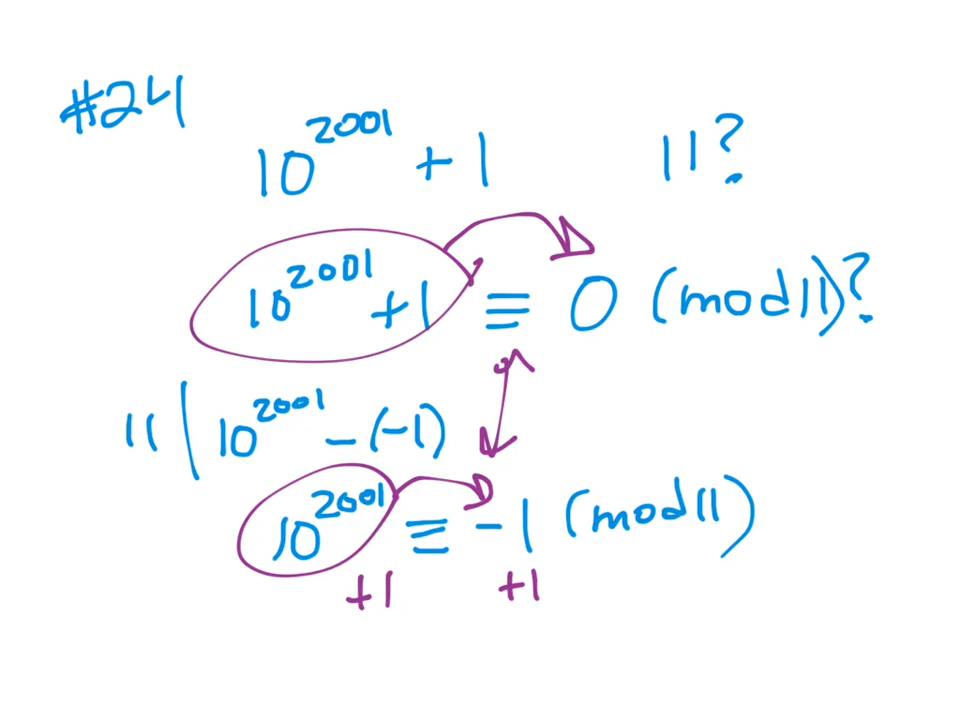 #24
10^2001 + 1 11?
10^2001 + 1 ≡ 0 (mod 11)?
11 | 10^2001 - (-1)
10^2001 ≡ -1 (mod 11)
+1 +1